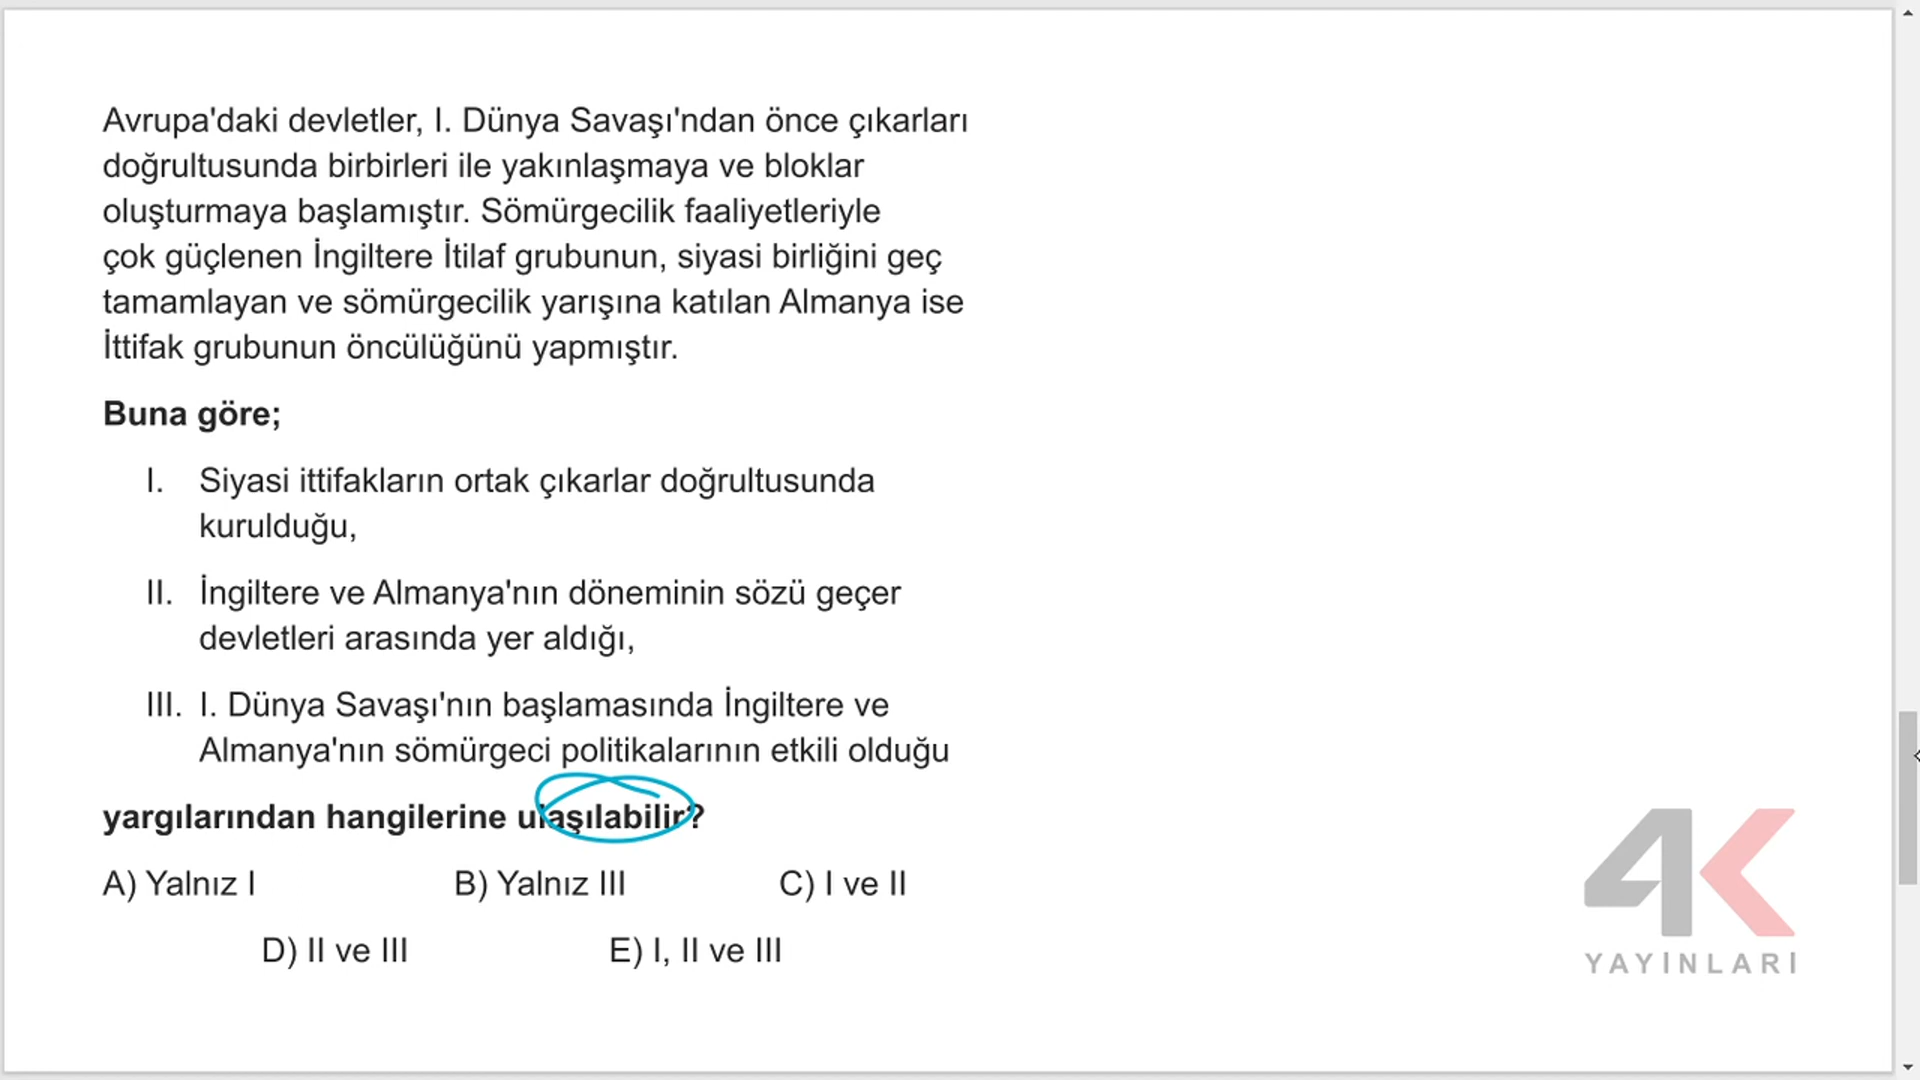 Avrupa'daki devletler, I. Dünya Savaşı'ndan önce çıkarları
doğrultusunda birbirleri ile yakınlaşmaya ve bloklar
oluşturmaya başlamıştır. Sömürgecilik faaliyetleriyle
çok güçlenen İngiltere İtilaf grubunun, siyasi birliğini geç
tamamlayan ve sömürgecilik yarışına katılan Almanya ise
İttifak grubunun öncülüğünü yapmıştır.
Buna göre;
I. Siyasi ittifakların ortak çıkarlar doğrultusunda
kurulduğu,
II. İngiltere ve Almanya'nın döneminin sözü geçer
devletleri arasında yer aldığı,
III. I. Dünya Savaşı'nın başlamasında İngiltere ve
Almanya'nın sömürgeci politikalarının etkili olduğu
yargılarından hangilerine ulaşılabilir?
A) Yalnız I B) Yalnız III C) I ve II
D) II ve III E) I, II ve III
4K
YAYINLARI